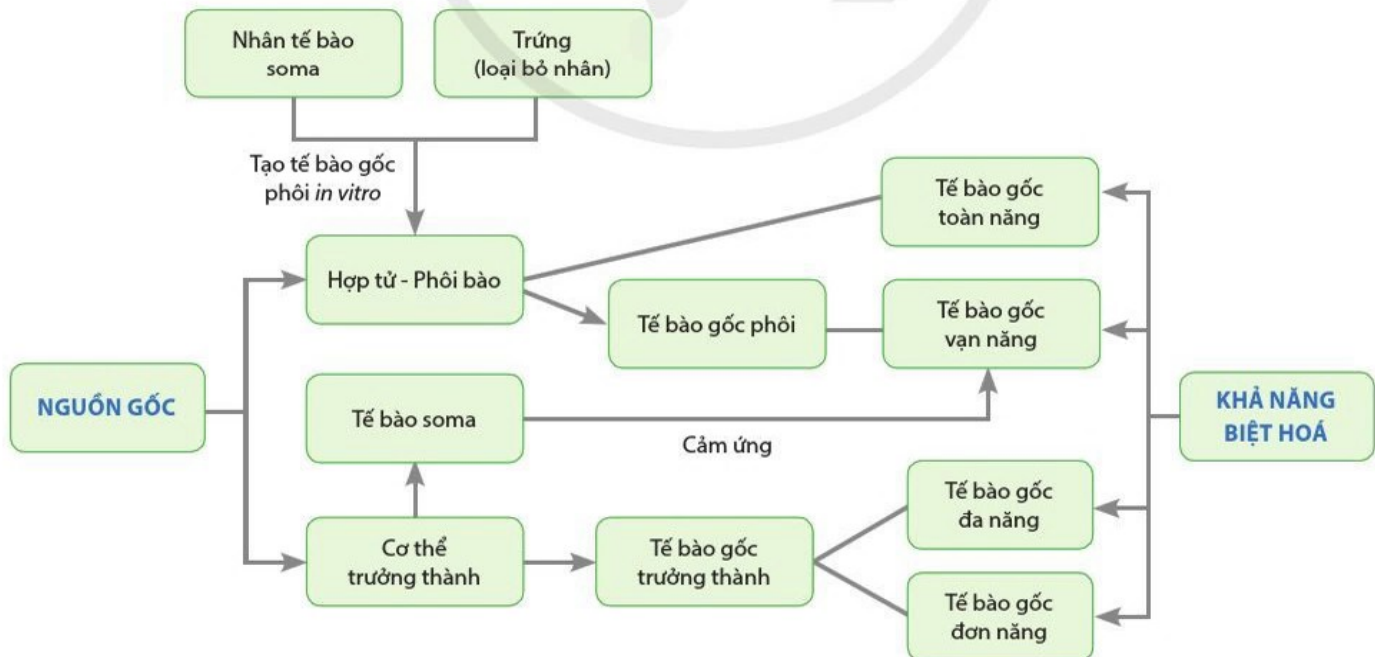 Nhân tế bào
soma
Trứng
(loại bỏ nhân)
Tạo tế bào gốc
phôi in vitro
Tế bào gốc
toàn năng
Hợp tử - Phôi bào
Tế bào gốc phôi
Tế bào gốc
vạn năng
NGUỒN GỐC
Tế bào soma
Cảm ứng
KHẢ NĂNG
BIỆT HOÁ
Tế bào gốc
đa năng
Cơ thể
trưởng thành
Tế bào gốc
trưởng thành
Tế bào gốc
đơn năng